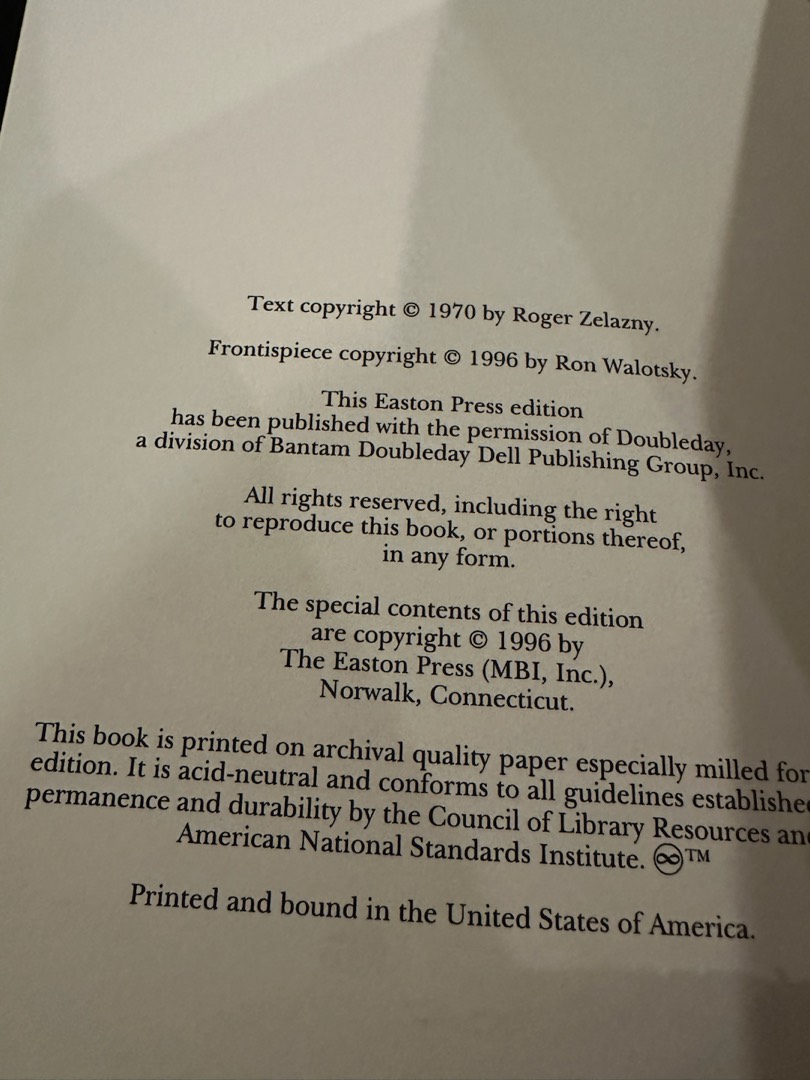 Text copyright © 1970 by Roger Zelazny.
Frontispiece copyright © 1996 by Ron Walotsky.
This Easton Press edition
has been published with the permission of Doubleday,
a division of Bantam Doubleday Dell Publishing Group, Inc.
All rights reserved, including the right
to reproduce this book, or portions thereof,
in any form.
The special contents of this edition
are copyright © 1996 by
The Easton Press (MBI, Inc.),
Norwalk, Connecticut.
This book is printed on archival quality paper especially milled for
edition. It is acid-neutral and conforms to all guidelines
permanence and durability by the Council of Library Resources
American National Standards Institute. ♾™
Printed and bound in the United States of America.